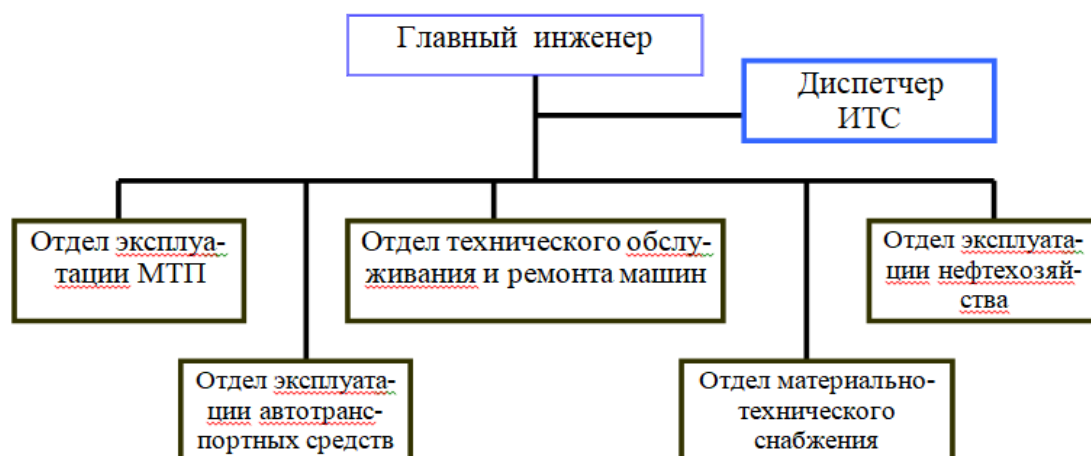 Главный инженер
Диспетчер
ИТС
Отдел эксплуа-
тации МТП
Отдел технического обслу-
живания и ремонта машин
Отдел эксплуата-
ции нефтехозяй-
ства
Отдел эксплуата-
ции автотранс-
портных средств
Отдел материально-
технического
снабжения